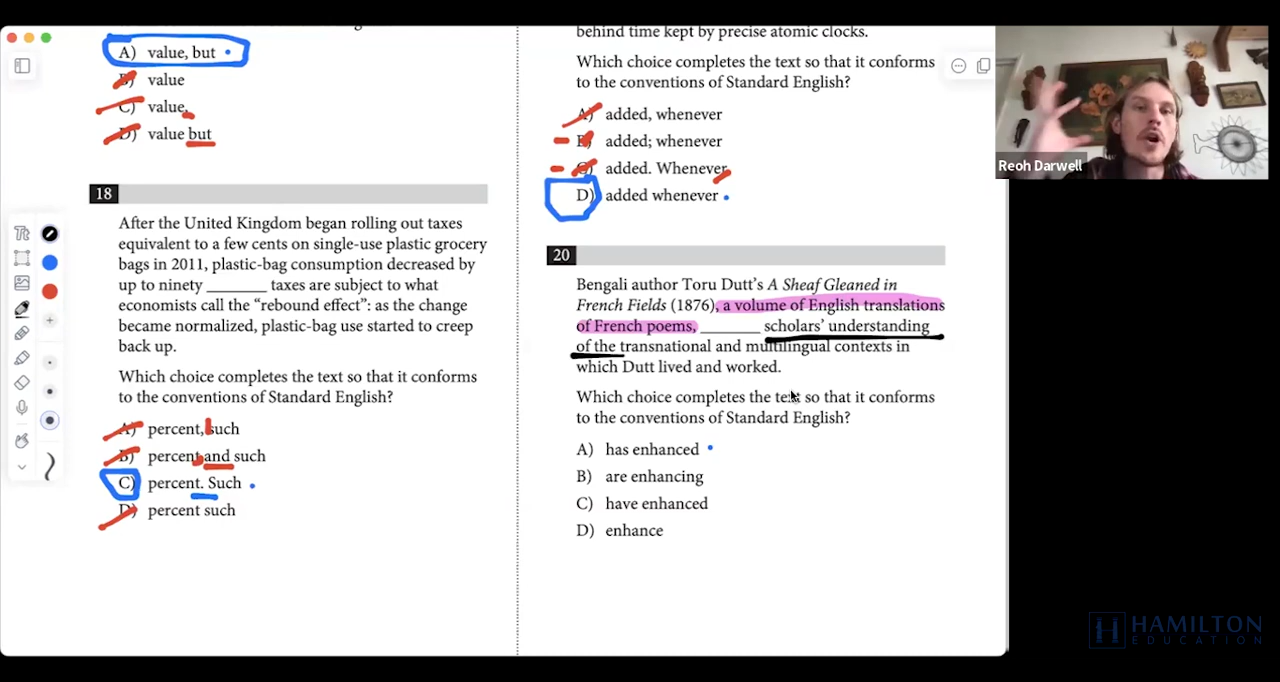 A) value, but
B) value
C) value,
D) value but
18
After the United Kingdom began rolling out taxes
equivalent to a few cents on single-use plastic grocery
bags in 2011, plastic-bag consumption decreased by
up to ninety ________ taxes are subject to what
economists call the “rebound effect”: as the change
became normalized, plastic-bag use started to creep
back up.
Which choice completes the text so that it conforms
to the conventions of Standard English?
A) percent, such
B) percent and such
C) percent. Such
D) percent such
behind time kept by precise atomic clocks.
Which choice completes the text so that it conforms
to the conventions of Standard English?
A) added, whenever
B) added; whenever
C) added. Whenever
D) added whenever
20
Bengali author Toru Dutt’s A Sheaf Gleaned in
French Fields (1876), a volume of English translations
of French poems, ________ scholars’ understanding
of the transnational and multilingual contexts in
which Dutt lived and worked.
Which choice completes the text so that it conforms
to the conventions of Standard English?
A) has enhanced
B) are enhancing
C) have enhanced
D) enhance
Reoh Darwell
HAMILTON
EDUCATION